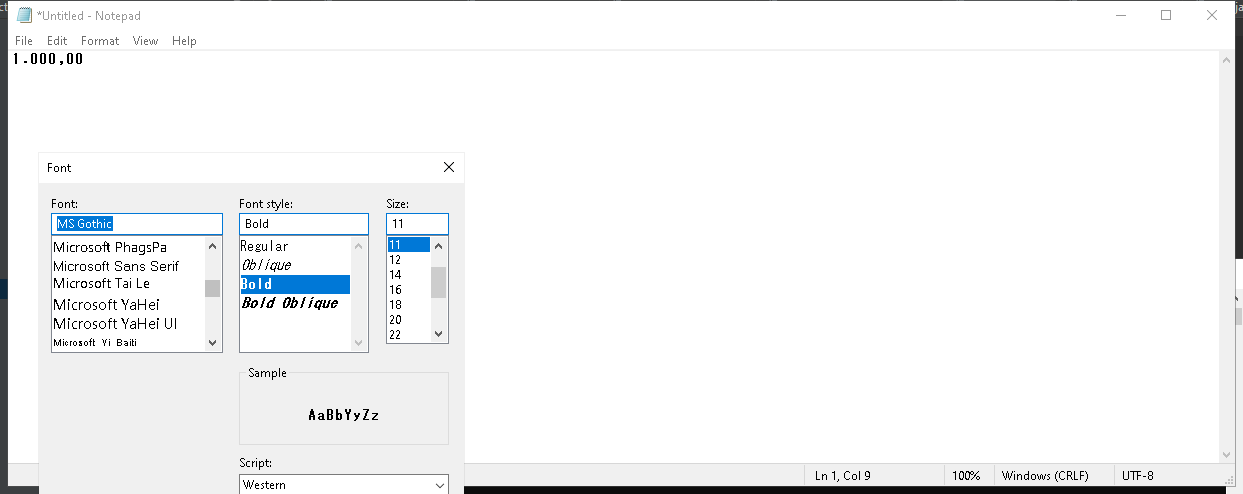 *Untitled - Notepad
File Edit Format View Help
1.000,00
Font
Font: Font style: Size:
MS Gothic Bold 11
Microsoft PhagsPa
Microsoft Sans Serif
Microsoft Tai Le
Microsoft YaHei
Microsoft YaHei UI
Microsoft Yi Baiti
Regular
Oblique
Bold
Bold Oblique
11
12
14
16
18
20
22
Sample
AaBbYyZz
Script:
Western
Ln 1, Col 9 100% Windows (CRLF) UTF-8